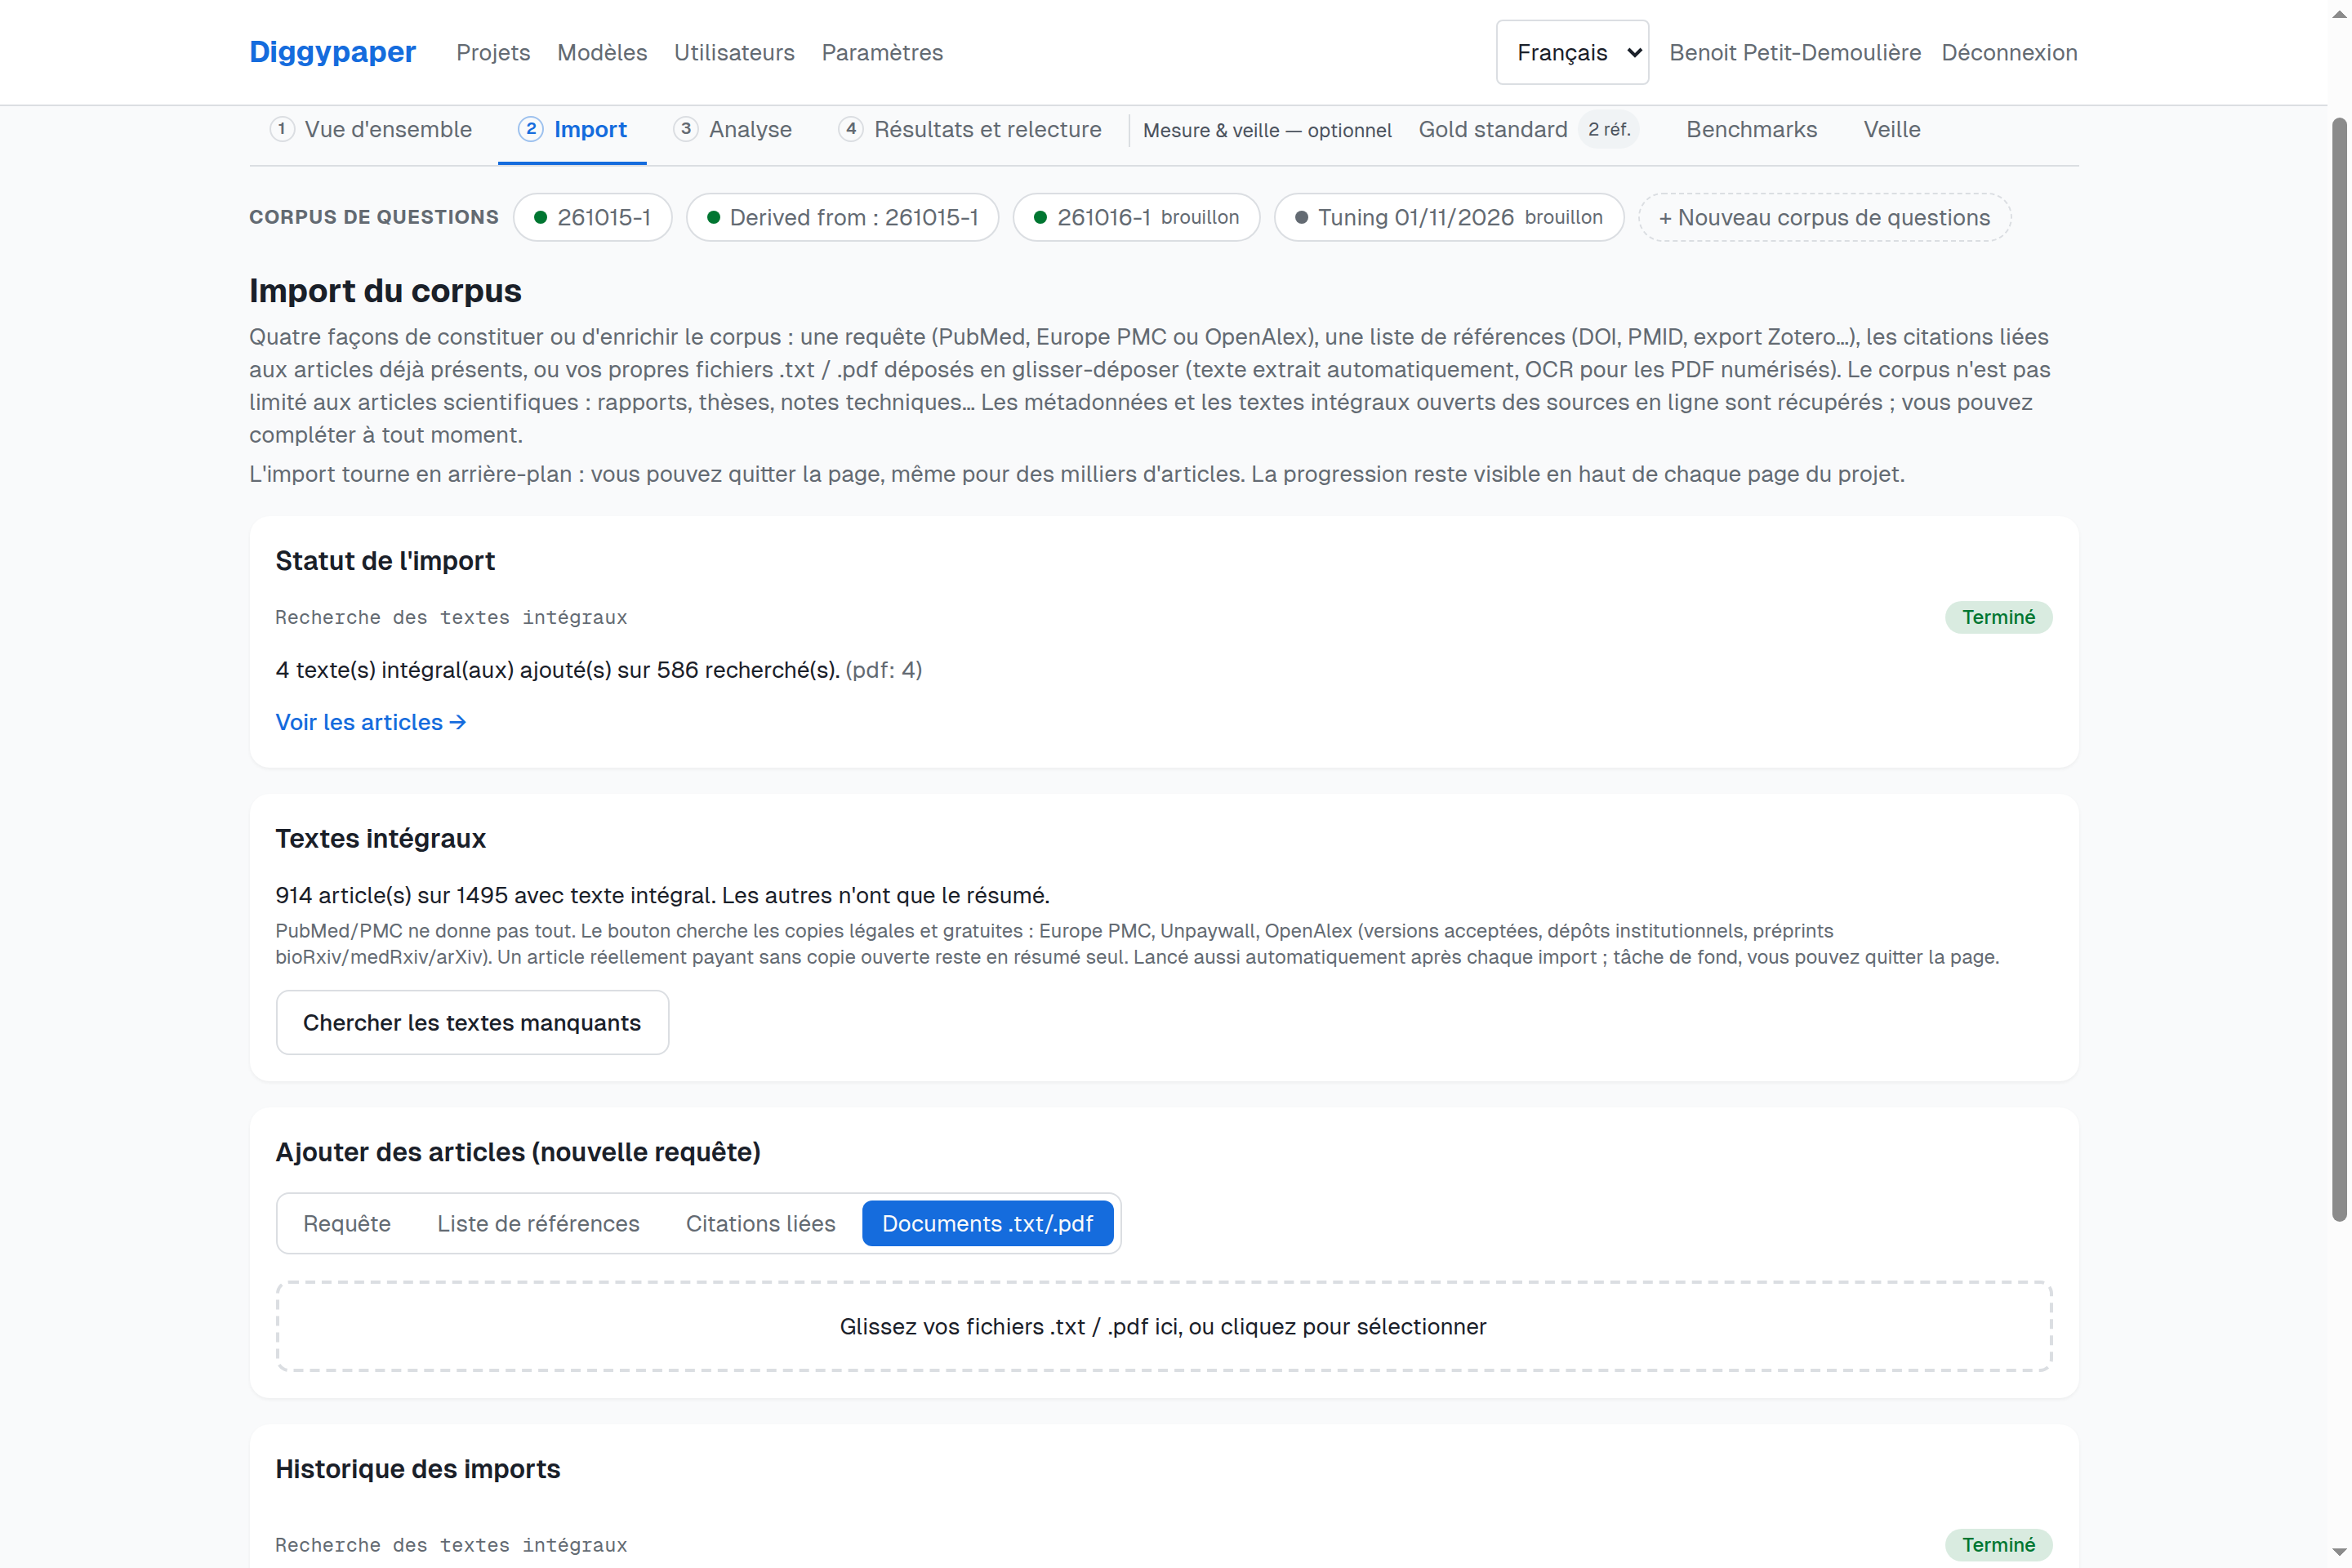 Diggypaper Projets Modèles Utilisateurs Paramètres Français Benoit Petit-Demoulière Déconnexion
1 Vue d'ensemble 2 Import 3 Analyse 4 Résultats et relecture Mesure & veille — optionnel Gold standard 2 réf. Benchmarks Veille
CORPUS DE QUESTIONS 261015-1 Derived from : 261015-1 261016-1 brouillon Tuning 01/11/2026 brouillon + Nouveau corpus de questions
Import du corpus
Quatre façons de constituer ou d'enrichir le corpus : une requête (PubMed, Europe PMC ou OpenAlex), une liste de références (DOI, PMID, export Zotero…), les citations liées
aux articles déjà présents, ou vos propres fichiers .txt / .pdf déposés en glisser-déposer (texte extrait automatiquement, OCR pour les PDF numérisés). Le corpus n'est pas
limité aux articles scientifiques : rapports, thèses, notes techniques… Les métadonnées et les textes intégraux ouverts des sources en ligne sont récupérés ; vous pouvez
compléter à tout moment.
L'import tourne en arrière-plan : vous pouvez quitter la page, même pour des milliers d'articles. La progression reste visible en haut de chaque page du projet.
Statut de l'import
Recherche des textes intégraux Terminé
4 texte(s) intégral(aux) ajouté(s) sur 586 recherché(s). (pdf: 4)
Voir les articles →
Textes intégraux
914 article(s) sur 1495 avec texte intégral. Les autres n'ont que le résumé.
PubMed/PMC ne donne pas tout. Le bouton cherche les copies légales et gratuites : Europe PMC, Unpaywall, OpenAlex (versions acceptées, dépôts institutionnels, préprints
bioRxiv/medRxiv/arXiv). Un article réellement payant sans copie ouverte reste en résumé seul. Lancé aussi automatiquement après chaque import ; tâche de fond, vous pouvez quitter la page.
Chercher les textes manquants
Ajouter des articles (nouvelle requête)
Requête Liste de références Citations liées Documents .txt/.pdf
Glissez vos fichiers .txt / .pdf ici, ou cliquez pour sélectionner
Historique des imports
Recherche des textes intégraux Terminé